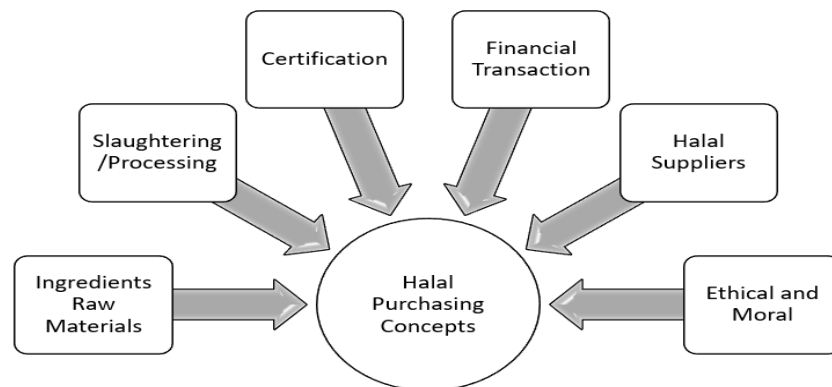 Certification
Financial
Transaction
Slaughtering
/Processing
Halal
Suppliers
Ingredients
Raw
Materials
Halal
Purchasing
Concepts
Ethical and
Moral